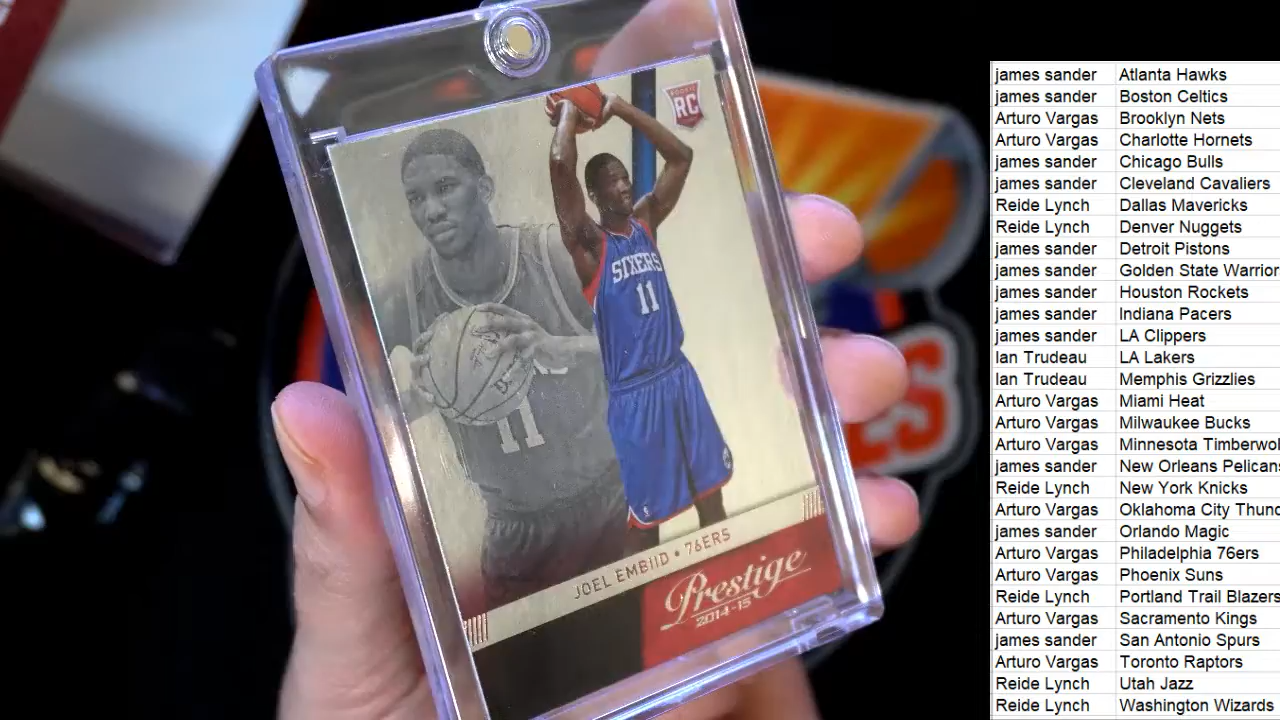 ROOKIE
RC
SIXERS
11
11
JOEL EMBIID • 76ERS
Prestige
2014-15
ES
james sander Atlanta Hawks
james sander Boston Celtics
Arturo Vargas Brooklyn Nets
Arturo Vargas Charlotte Hornets
james sander Chicago Bulls
james sander Cleveland Cavaliers
Reide Lynch Dallas Mavericks
Reide Lynch Denver Nuggets
james sander Detroit Pistons
james sander Golden State Warrior
james sander Houston Rockets
james sander Indiana Pacers
james sander LA Clippers
Ian Trudeau LA Lakers
Ian Trudeau Memphis Grizzlies
Arturo Vargas Miami Heat
Arturo Vargas Milwaukee Bucks
Arturo Vargas Minnesota Timberwol
james sander New Orleans Pelicans
Reide Lynch New York Knicks
Arturo Vargas Oklahoma City Thund
james sander Orlando Magic
Arturo Vargas Philadelphia 76ers
Arturo Vargas Phoenix Suns
Reide Lynch Portland Trail Blazers
Arturo Vargas Sacramento Kings
james sander San Antonio Spurs
Arturo Vargas Toronto Raptors
Reide Lynch Utah Jazz
Reide Lynch Washington Wizards